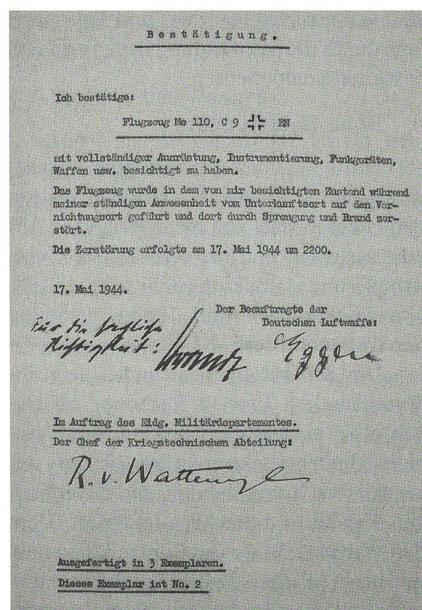 Bestätigung.
Ich bestätige:
Flugzeug Me 110, C 9 EN
mit vollständiger Ausrüstung, Instrumentierung, Funkgeräten,
Waffen usw. besichtigt zu haben.
Das Flugzeug wurde in dem von mir besichtigten Zustand während
meiner ständigen Anwesenheit vom Unterkunftsort auf den Ver-
nichtungsort geführt und dort durch Sprengung und Brand zer-
stört.
Die Zerstörung erfolgte am 17. Mai 1944 um 2200.
17. Mai 1944.
Der Beauftragte der
Deutschen Luftwaffe:
Für die
Richtigkeit:
Im Auftrag des Eidg. Militärdepartementes.
Der Chef der Kriegstechnischen Abteilung:
R. v. Wattenwyl
Ausgefertigt in 3 Exemplaren.
Dieses Exemplar ist No. 2